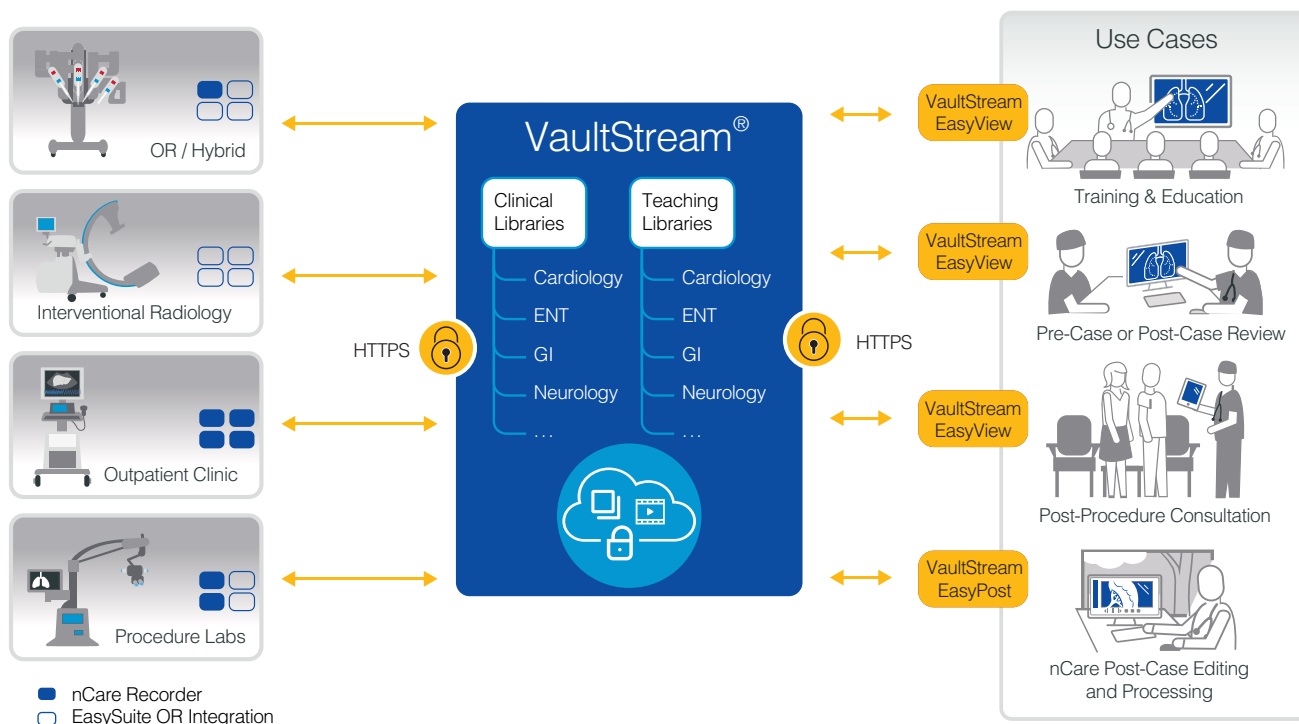 OR / Hybrid
Interventional Radiology
Outpatient Clinic
Procedure Labs
nCare Recorder
EasySuite OR Integration
HTTPS
VaultStream®
Clinical
Libraries
Cardiology
ENT
GI
Neurology
...
Teaching
Libraries
Cardiology
ENT
GI
Neurology
...
HTTPS
VaultStream
EasyView
VaultStream
EasyView
VaultStream
EasyView
VaultStream
EasyPost
Use Cases
Training & Education
Pre-Case or Post-Case Review
Post-Procedure Consultation
nCare Post-Case Editing
and Processing